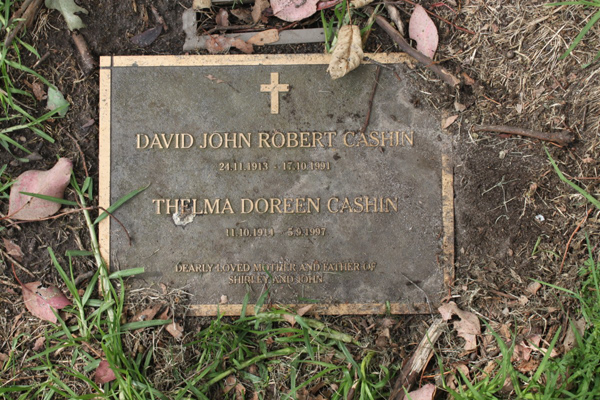 DAVID JOHN ROBERT CASHIN
24.11.1913 - 17.10.1991
THELMA DOREEN CASHIN
11.10.1914 - 5.9.1997
DEARLY LOVED MOTHER AND FATHER OF
SHIRLEY AND JOHN